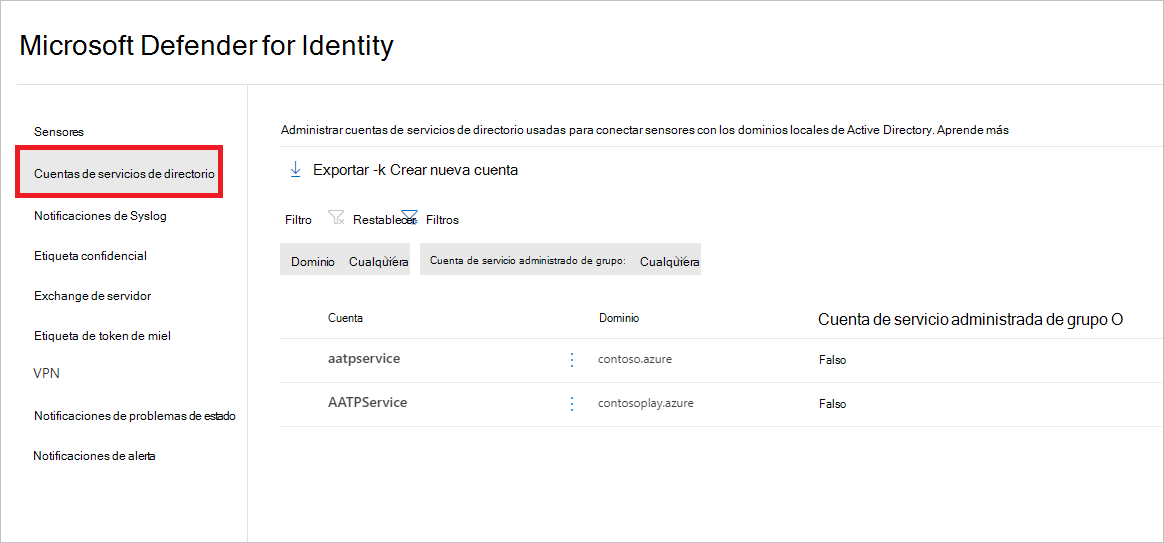 Microsoft Defender for Identity
Sensores
Cuentas de servicios de directorio
Notificaciones de Syslog
Etiqueta confidencial
Exchange de servidor
Etiqueta de token de miel
VPN
Notificaciones de problemas de estado
Notificaciones de alerta
Administrar cuentas de servicios de directorio usadas para conectar sensores con los dominios locales de Active Directory. Aprende más
Exportar -k Crear nueva cuenta
Filtro Restablecer Filtros
Dominio Cualquiera Cuenta de servicio administrado de grupo: Cualquiera
Cuenta Dominio Cuenta de servicio administrada de grupo O
aatpservice contoso.azure Falso
AATPService contosoplay.azure Falso